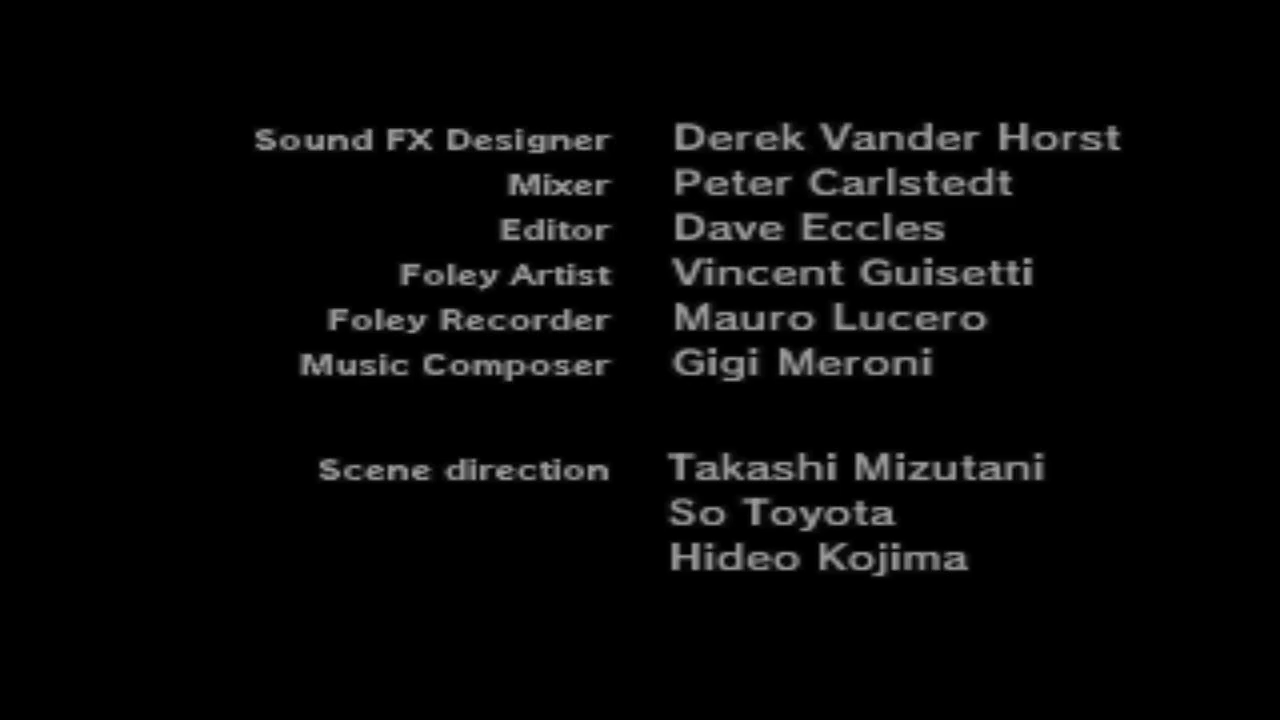 Sound FX Designer Derek Vander Horst
Mixer Peter Carlstedt
Editor Dave Eccles
Foley Artist Vincent Guisetti
Foley Recorder Mauro Lucero
Music Composer Gigi Meroni
Scene direction Takashi Mizutani
So Toyota
Hideo Kojima